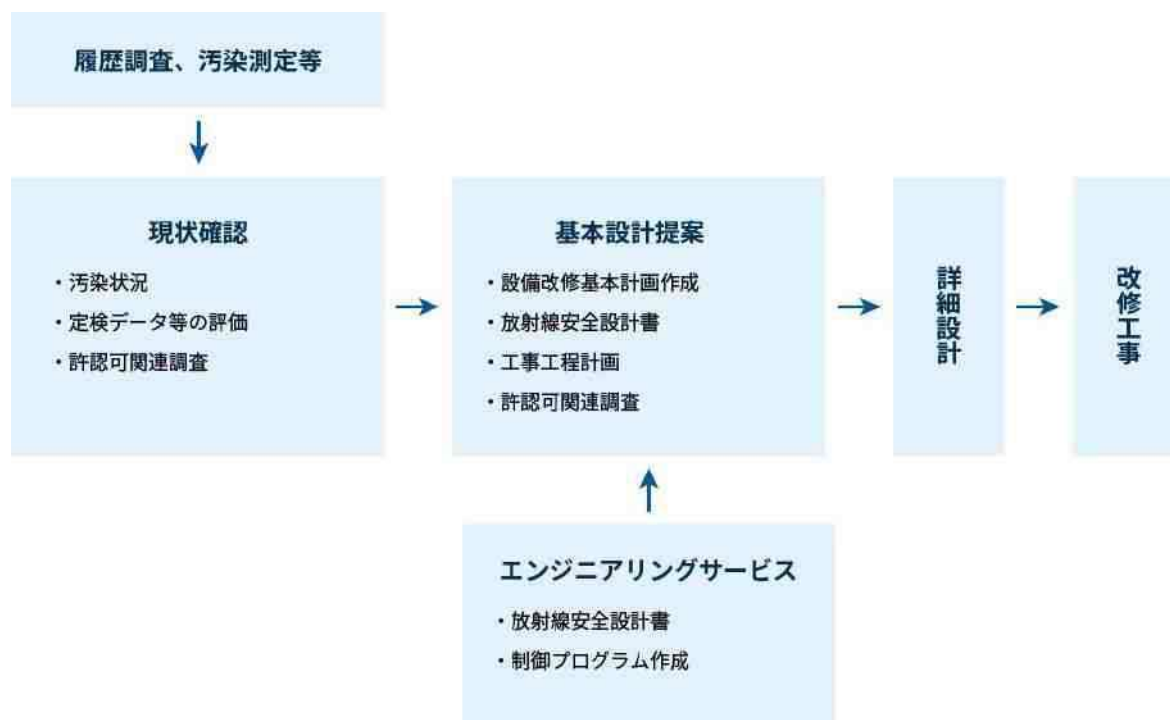 履歴調査、汚染測定等
現状確認
・汚染状況
・定検データ等の評価
・許認可関連調査
基本設計提案
・設備改修基本計画作成
・放射線安全設計書
・工事工程計画
・許認可関連調査
詳細設計
改修工事
エンジニアリングサービス
・放射線安全設計書
・制御プログラム作成